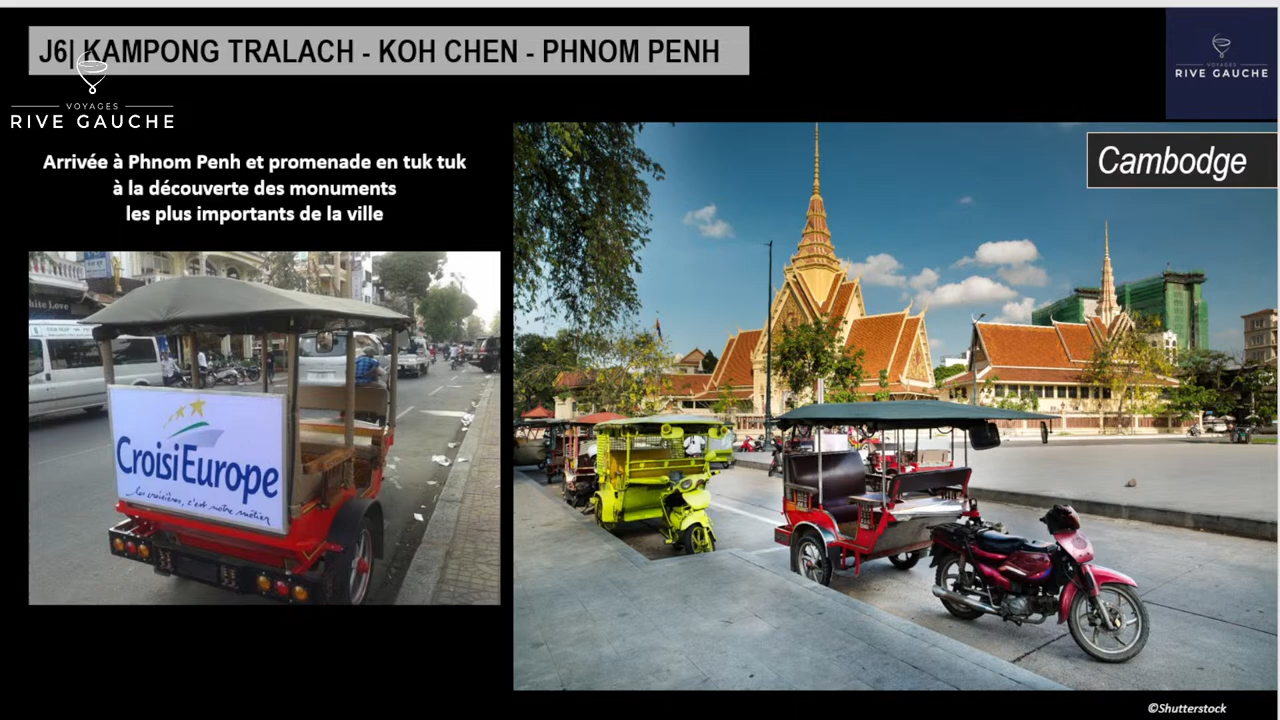 J6| KAMPONG TRALACH - KOH CHEN - PHNOM PENH
VOYAGES
RIVE GAUCHE
VOYAGES
RIVE GAUCHE
Arrivée à Phnom Penh et promenade en tuk tuk
à la découverte des monuments
les plus importants de la ville
Cambodge
White Love
CroisiEurope
les croisières, c'est notre métier
©Shutterstock